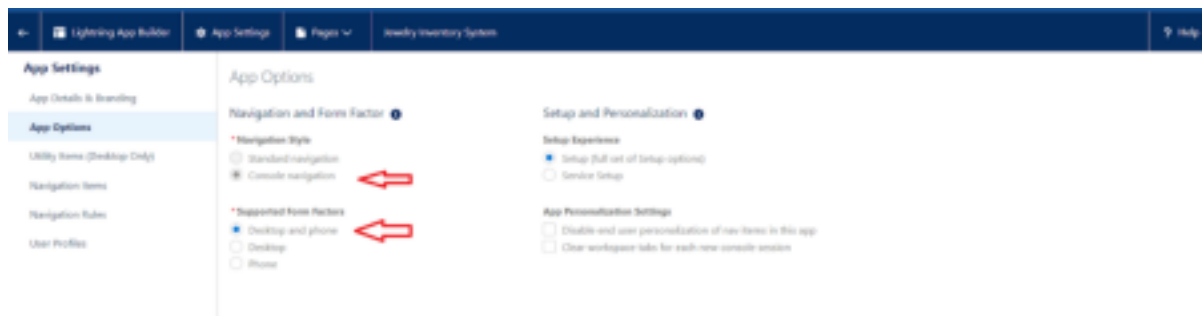 Lightning App Builder
App Settings
Pages
Jewelry Inventory System
Help
App Settings
App Details & Branding
App Options
Utility Items (Desktop Only)
Navigation Items
Navigation Rules
User Profiles
App Options
Navigation and Form Factor
*Navigation Style
Standard navigation
Console navigation
*Supported Form Factors
Desktop and phone
Desktop
Phone
Setup and Personalization
Setup Experience
Setup (full set of Setup options)
Service Setup
App Personalization Settings
Disable end user personalization of nav items in this app
Clear workspace tabs for each new console session